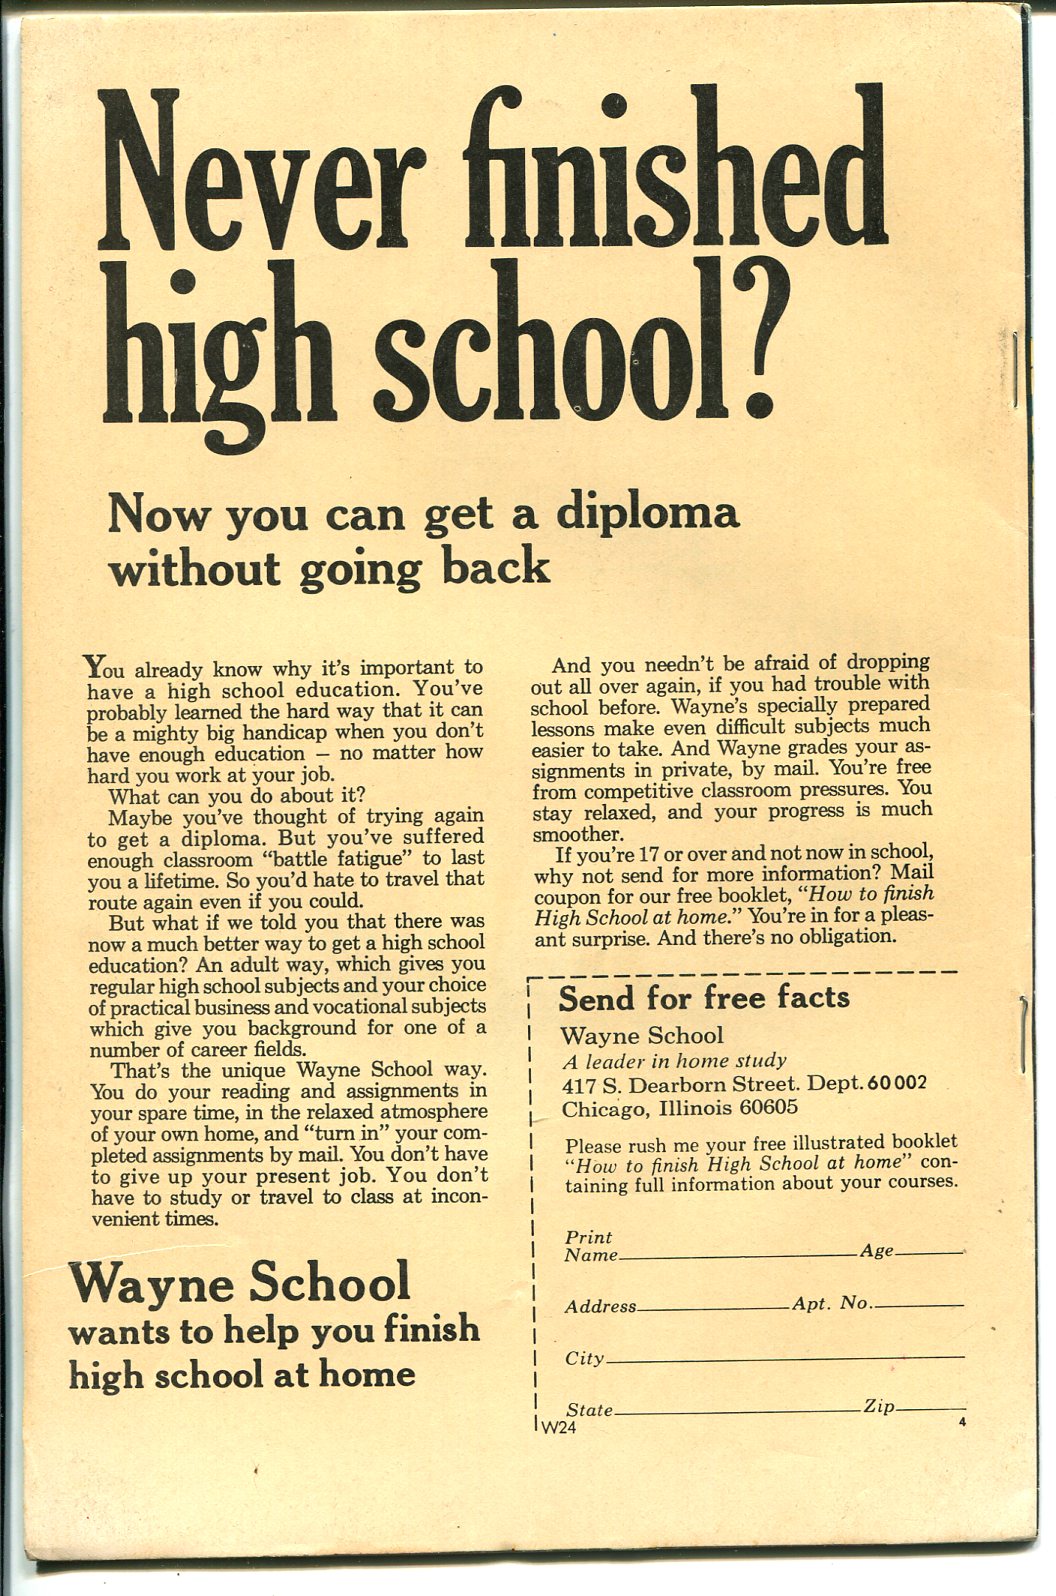 Never finished
high school?
Now you can get a diploma
without going back
You already know why it's important to
have a high school education. You've
probably learned the hard way that it can
be a mighty big handicap when you don't
have enough education — no matter how
hard you work at your job.
What can you do about it?
Maybe you've thought of trying again
to get a diploma. But you've suffered
enough classroom "battle fatigue" to last
you a lifetime. So you'd hate to travel that
route again even if you could.
But what if we told you that there was
now a much better way to get a high school
education? An adult way, which gives you
regular high school subjects and your choice
of practical business and vocational subjects
which give you background for one of a
number of career fields.
That's the unique Wayne School way.
You do your reading and assignments in
your spare time, in the relaxed atmosphere
of your own home, and "turn in" your com-
pleted assignments by mail. You don't have
to give up your present job. You don't
have to study or travel to class at incon-
venient times.
Wayne School
wants to help you finish
high school at home
And you needn't be afraid of dropping
out all over again, if you had trouble with
school before. Wayne's specially prepared
lessons make even difficult subjects much
easier to take. And Wayne grades your as-
signments in private, by mail. You're free
from competitive classroom pressures. You
stay relaxed, and your progress is much
smoother.
If you're 17 or over and not now in school,
why not send for more information? Mail
coupon for our free booklet, "How to finish
High School at home." You're in for a pleas-
ant surprise. And there's no obligation.
Send for free facts
Wayne School
A leader in home study
417 S. Dearborn Street. Dept. 60 002
Chicago, Illinois 60605
Please rush me your free illustrated booklet
"How to finish High School at home" con-
taining full information about your courses.
Print
Name Age
Address Apt. No.
City
State Zip
W24 4